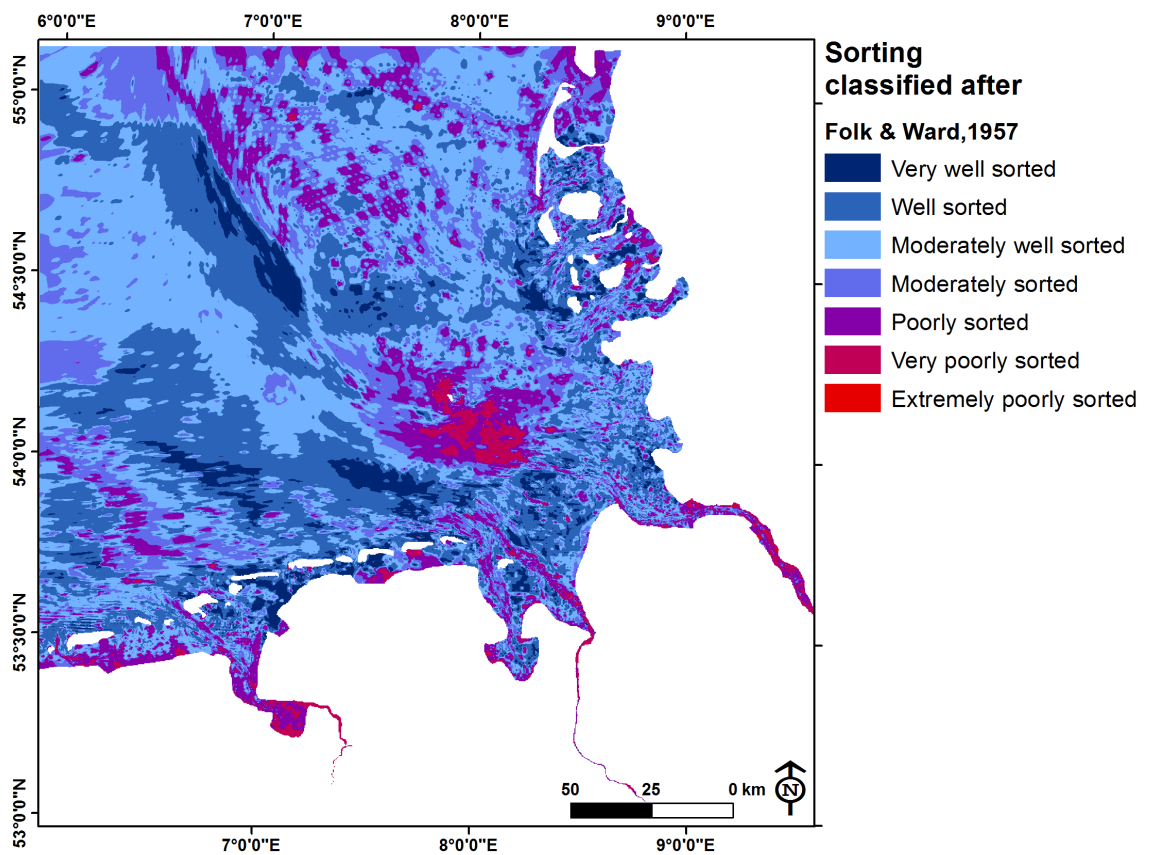 6°0'0"E 7°0'0"E 8°0'0"E 9°0'0"E
55°0'0"N
54°30'0"N
54°0'0"N
53°30'0"N
53°0'0"N
Sorting
classified after
Folk & Ward,1957
Very well sorted
Well sorted
Moderately well sorted
Moderately sorted
Poorly sorted
Very poorly sorted
Extremely poorly sorted
50 25 0 km
N
7°0'0"E 8°0'0"E 9°0'0"E